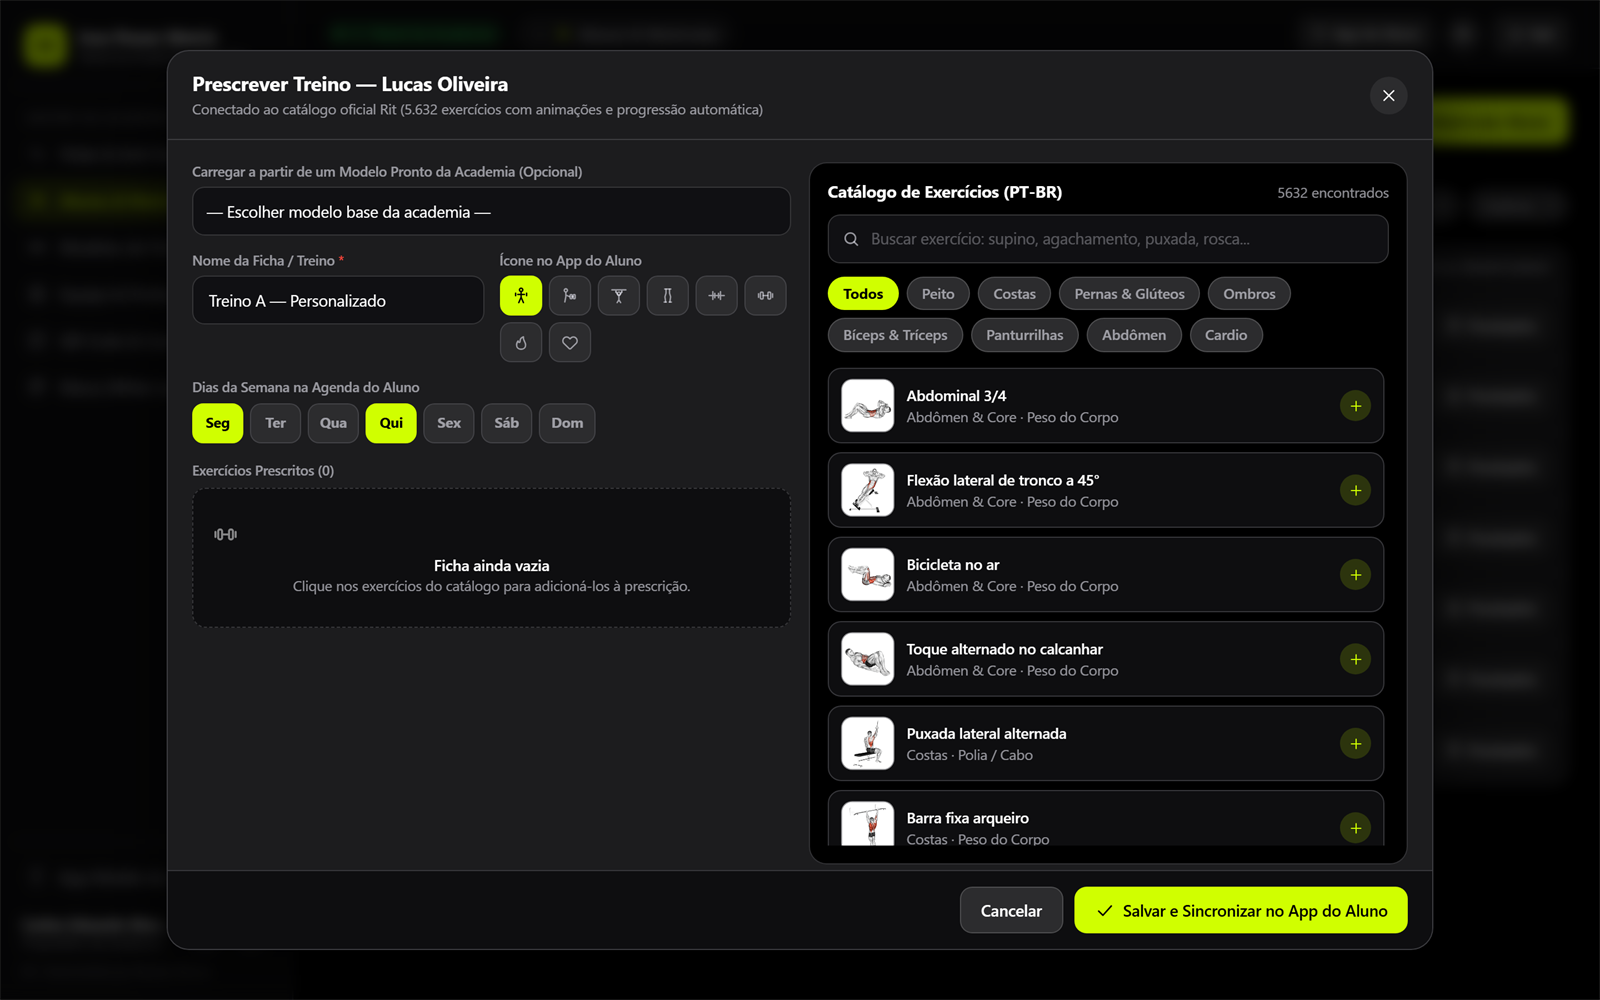 Prescrever Treino — Lucas Oliveira
Conectado ao catálogo oficial Rit (5.632 exercícios com animações e progressão automática)
Carregar a partir de um Modelo Pronto da Academia (Opcional)
— Escolher modelo base da academia —
Nome da Ficha / Treino *
Treino A — Personalizado
Ícone no App do Aluno
Dias da Semana na Agenda do Aluno
Seg Ter Qua Qui Sex Sáb Dom
Exercícios Prescritos (0)
Ficha ainda vazia
Clique nos exercícios do catálogo para adicioná-los à prescrição.
Catálogo de Exercícios (PT-BR)
5632 encontrados
Buscar exercício: supino, agachamento, puxada, rosca...
Todos Peito Costas Pernas & Glúteos Ombros
Bíceps & Tríceps Panturrilhas Abdômen Cardio
Abdominal 3/4
Abdômen & Core · Peso do Corpo
Flexão lateral de tronco a 45°
Abdômen & Core · Peso do Corpo
Bicicleta no ar
Abdômen & Core · Peso do Corpo
Toque alternado no calcanhar
Abdômen & Core · Peso do Corpo
Puxada lateral alternada
Costas · Polia / Cabo
Barra fixa arqueiro
Costas · Peso do Corpo
Cancelar
Salvar e Sincronizar no App do Aluno